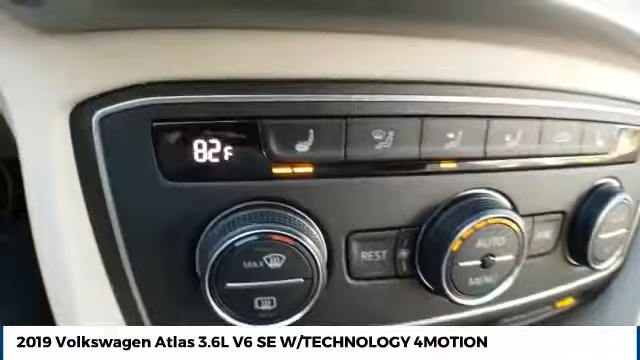 82F
MAX
REST
AUTO
MENU
2019 Volkswagen Atlas 3.6L V6 SE W/TECHNOLOGY 4MOTION